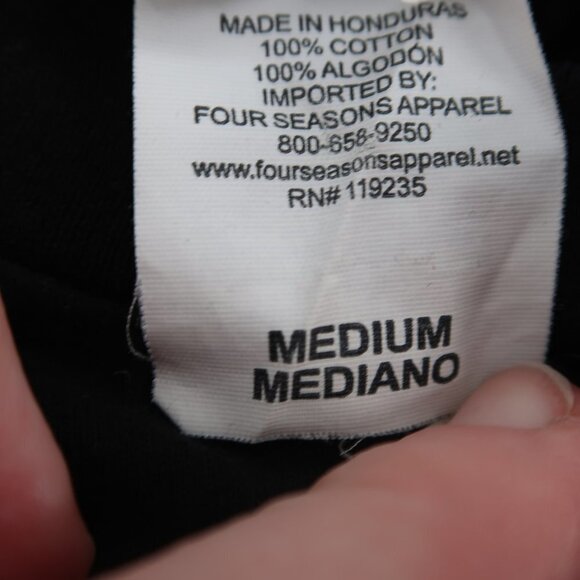 MADE IN HONDURAS
100% COTTON
100% ALGODÓN
IMPORTED BY:
FOUR SEASONS APPAREL
800-658-9250
www.fourseasonsapparel.net
RN# 119235
MEDIUM
MEDIANO